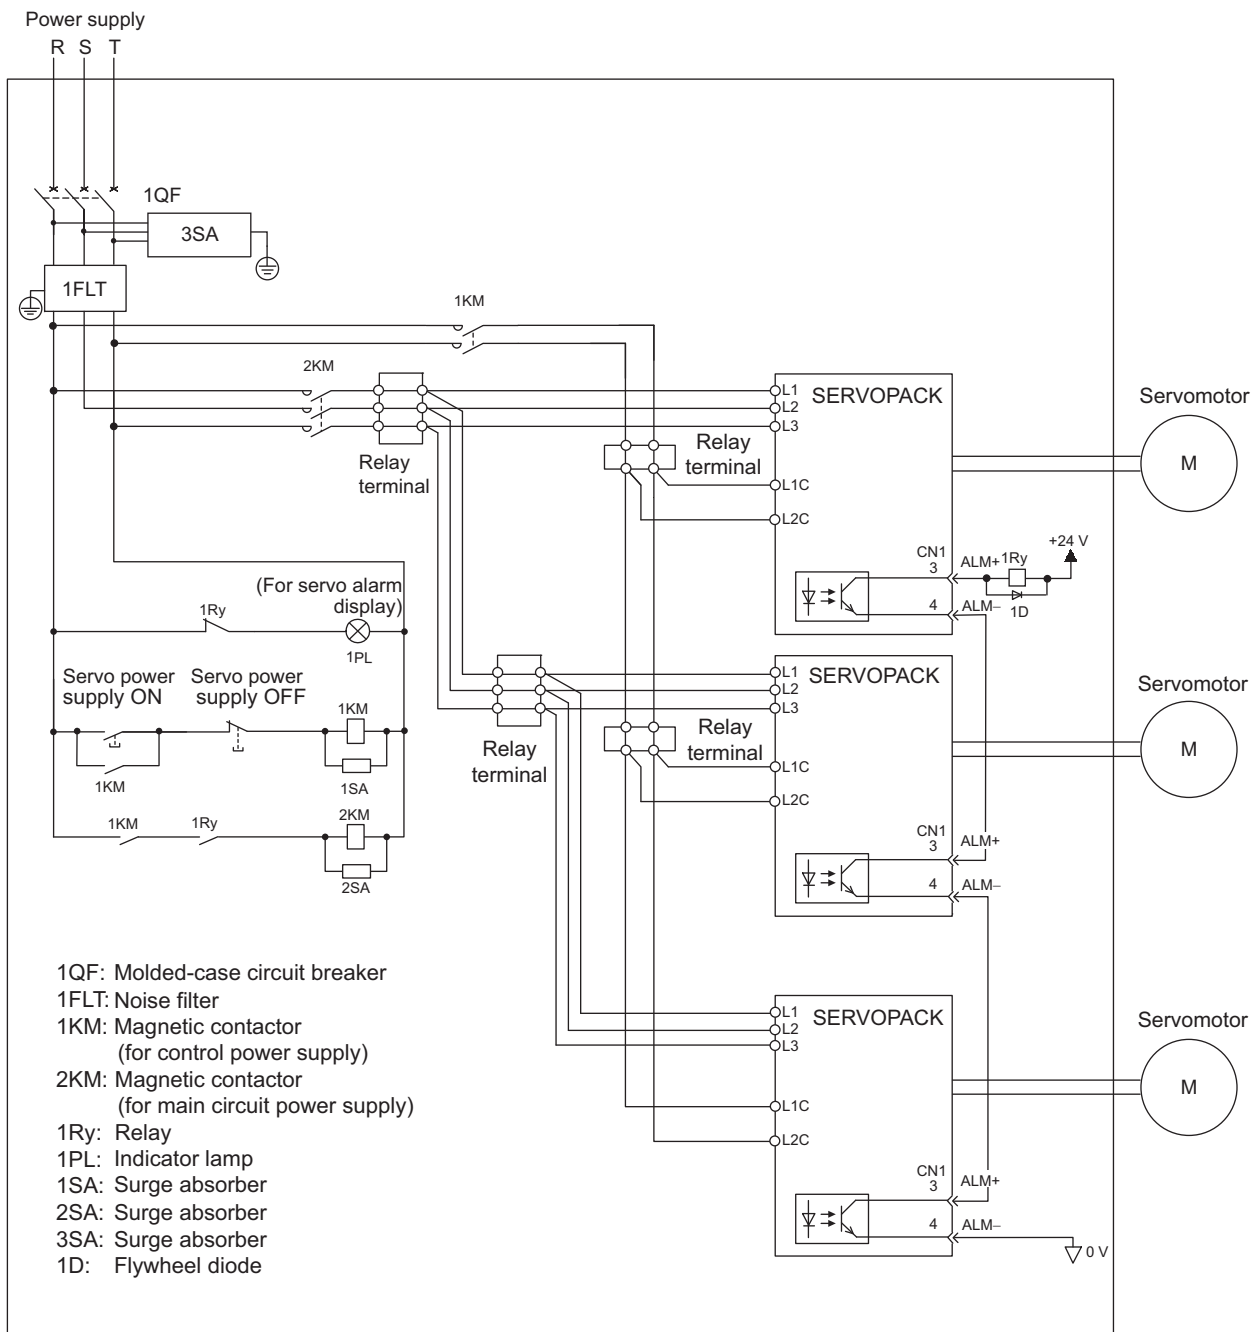 Power supply
R S T
1QF
3SA
1FLT
1KM
2KM
Relay
terminal
Relay
terminal
L1
L2
L3
L1C
L2C
SERVOPACK
Servomotor
M
CN1
3
4
ALM+
1Ry
+24 V
1D
ALM–
(For servo alarm
display)
1Ry
1PL
Servo power
supply ON
Servo power
supply OFF
1KM
1KM
1SA
1KM
1Ry
2KM
2SA
Relay
terminal
Relay
terminal
L1
L2
L3
L1C
L2C
SERVOPACK
Servomotor
M
CN1
3
4
ALM+
ALM–
L1
L2
L3
L1C
L2C
SERVOPACK
Servomotor
M
CN1
3
4
ALM+
ALM–
0 V
1QF: Molded-case circuit breaker
1FLT: Noise filter
1KM: Magnetic contactor
(for control power supply)
2KM: Magnetic contactor
(for main circuit power supply)
1Ry: Relay
1PL: Indicator lamp
1SA: Surge absorber
2SA: Surge absorber
3SA: Surge absorber
1D: Flywheel diode